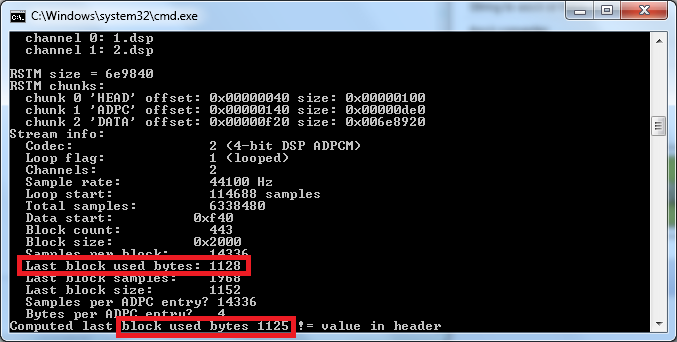 C:\Windows\system32\cmd.exe
channel 0: 1.dsp
channel 1: 2.dsp
RSTM size = 6e9840
RSTM chunks:
chunk 0 'HEAD' offset: 0x00000040 size: 0x00000100
chunk 1 'ADPC' offset: 0x00000140 size: 0x00000de0
chunk 2 'DATA' offset: 0x00000f20 size: 0x006e8920
Stream info:
Codec: 2 (4-bit DSP ADPCM)
Loop flag: 1 (looped)
Channels: 2
Sample rate: 44100 Hz
Loop start: 114688 samples
Total samples: 6338480
Data start: 0xf40
Block count: 443
Block size: 0x2000
Samples per block: 14336
Last block used bytes: 1128
Last block samples: 1968
Last block size: 1152
Samples per ADPC entry? 14336
Bytes per ADPC entry? 4
Computed last block used bytes 1125 != value in header